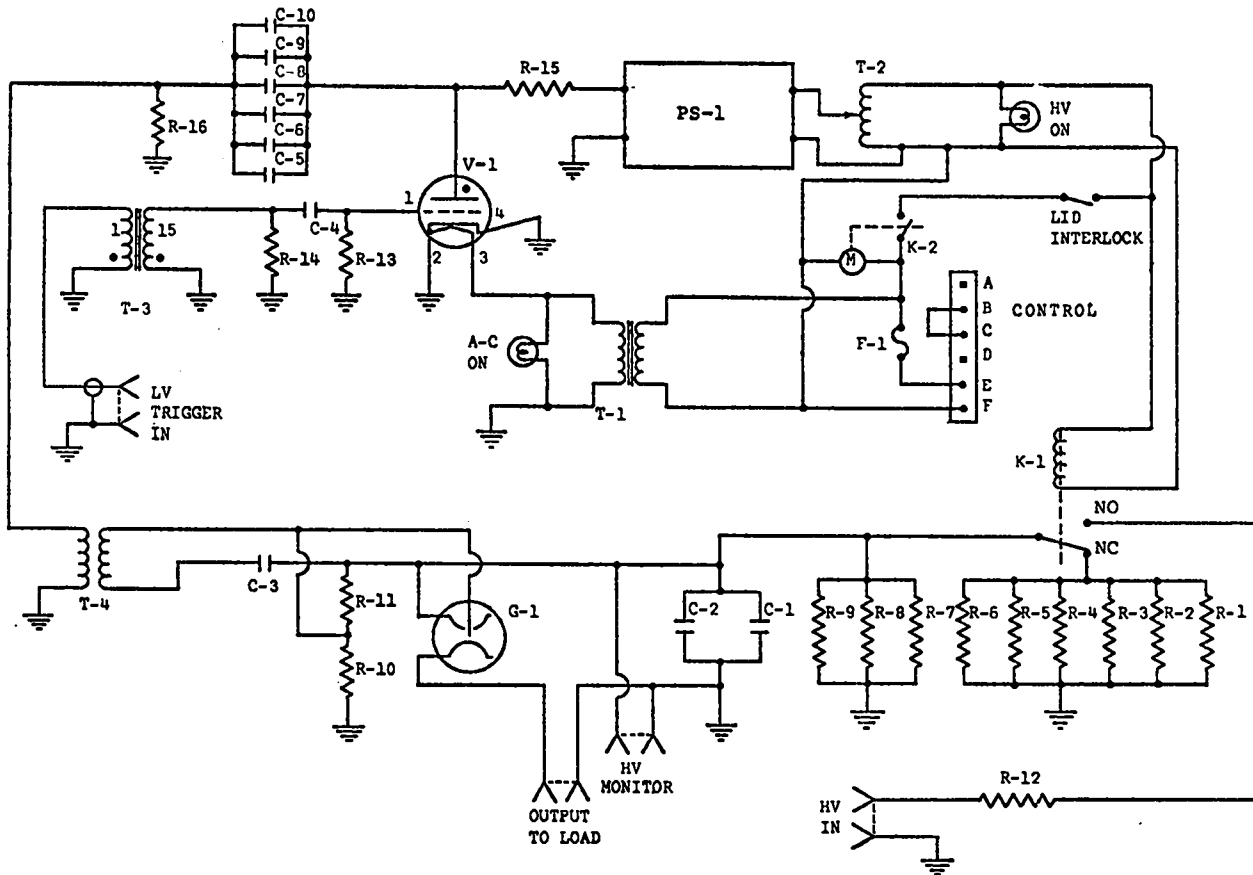 C-10
C-9
C-8
C-7
C-6
C-5
R-16
R-15
PS-1
T-2
HV
ON
V-1
1
4
2
3
1
15
T-3
C-4
R-14
R-13
LID
INTERLOCK
K-2
M
A
B
C
D
E
F
CONTROL
F-1
A-C
ON
T-1
LV
TRIGGER
IN
K-1
NO
NC
T-4
C-3
R-11
R-10
G-1
C-2
C-1
R-9
R-8
R-7
R-6
R-5
R-4
R-3
R-2
R-1
HV
MONITOR
OUTPUT
TO LOAD
R-12
HV
IN